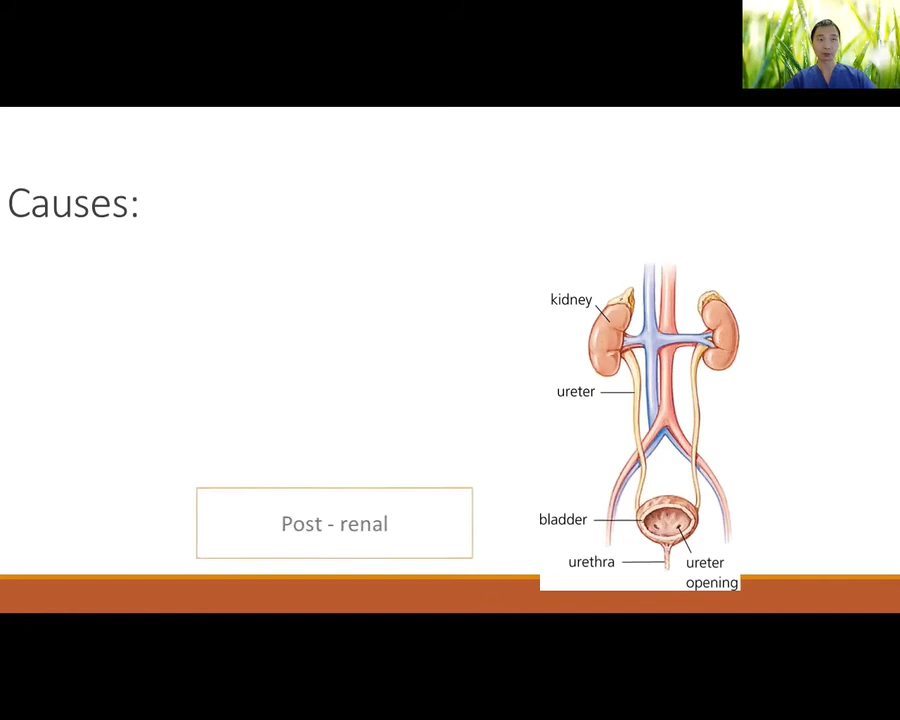 Causes:
kidney
ureter
Post - renal
bladder
urethra
ureter
opening